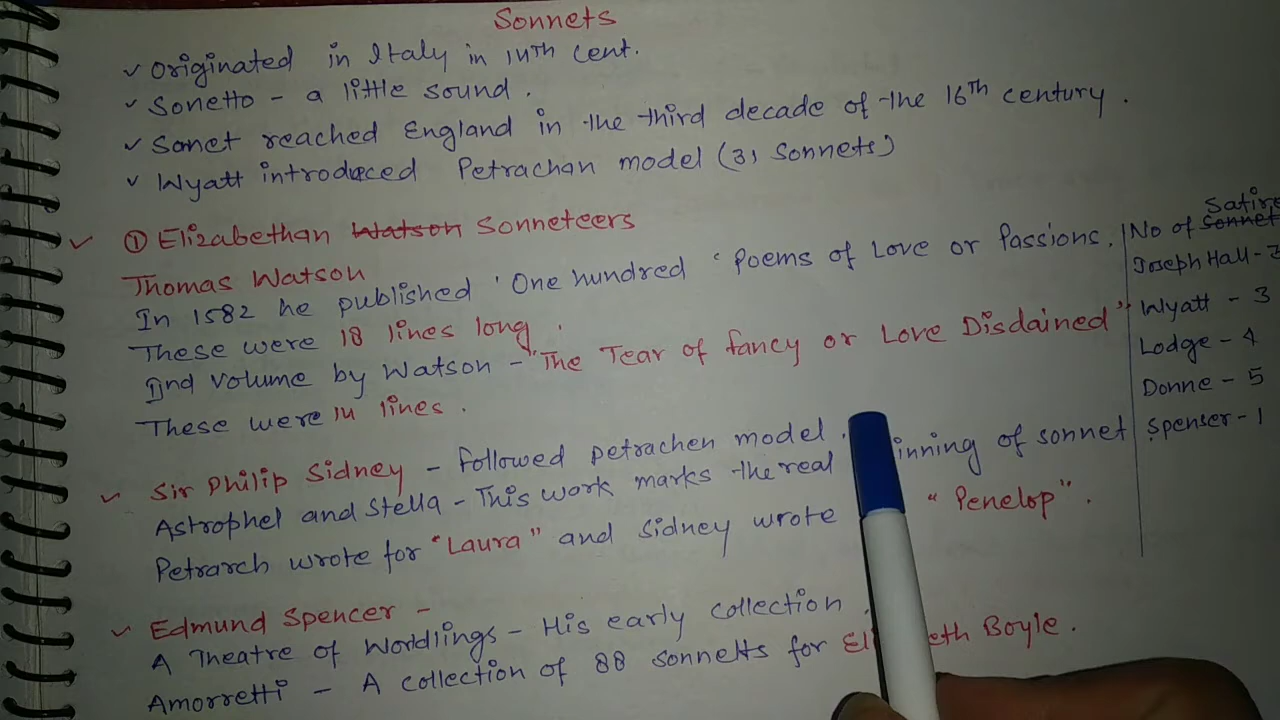 Sonnets
✓ Originated in Italy in 14th cent.
✓ Sonetto - a little sound.
✓ Sonnet reached England in the third decade of the 16th century.
✓ Wyatt introduced Petrachan model (31 Sonnets)
✓ ① Elizabethan Watson Sonneteers
Thomas Watson
In 1582 he published 'One hundred 'Poems of Love or Passions.
These were 18 lines long.
IInd volume by Watson - "The Tear of fancy or Love Disdained"
These were 14 lines.
✓ Sir Philip Sidney - Followed petrachen model.
Astrophel and Stella - This work marks the real inning of sonnet
Petrarch wrote for "Laura" and Sidney wrote "Penelop".
✓ Edmund Spencer -
A Theatre of Worldlings - His early collection
Amorretti - A collection of 88 sonnetts for Eli eth Boyle.
Satire
No of Sonnet
Joseph Hall -
Wyatt - 3
Lodge - 4
Donne - 5
Spenser - 1